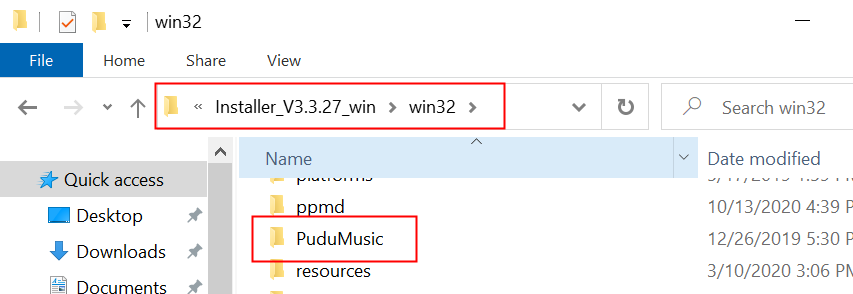 win32
File Home Share View
« Installer_V3.3.27_win > win32 > Search win32
Name Date modified
Quick access platforms
Desktop ppmd 10/13/2020 4:39 P
PuduMusic 12/26/2019 5:30 P
Downloads
Documents resources 3/10/2020 3:06 P